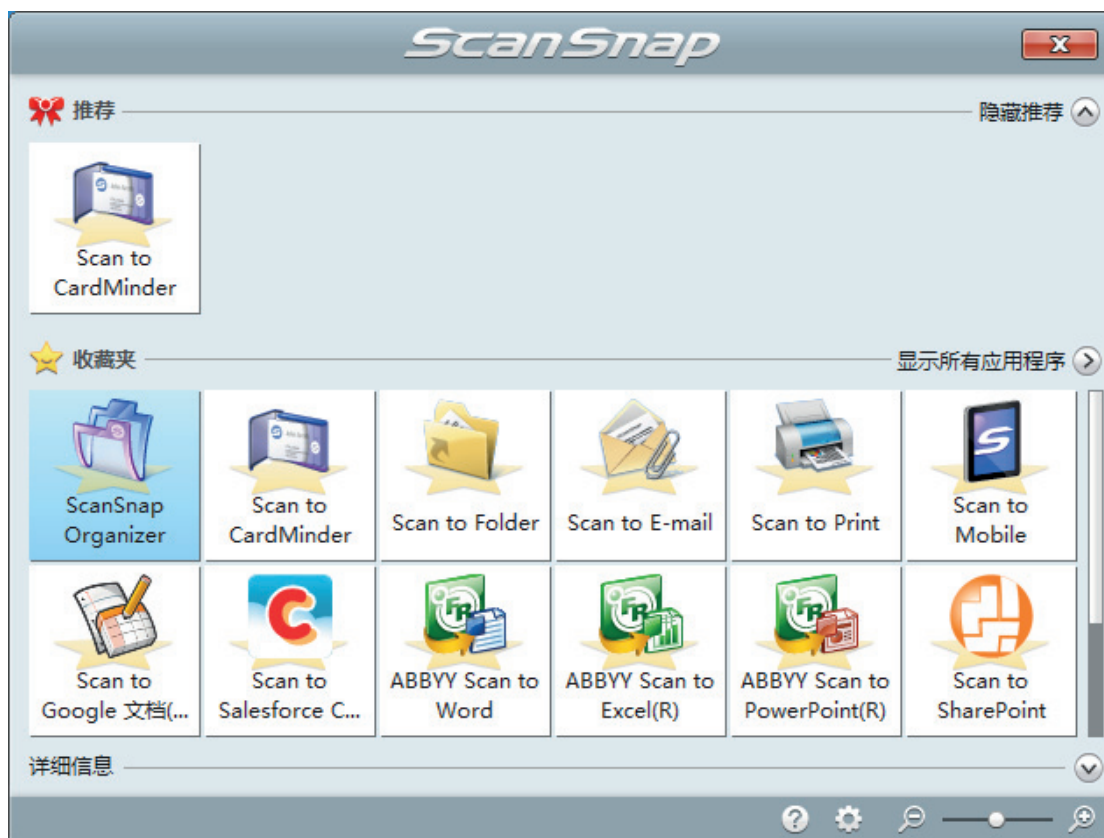 ScanSnap
推荐
隐藏推荐
Scan to
CardMinder
收藏夹
显示所有应用程序
ScanSnap
Organizer
Scan to
CardMinder
Scan to Folder
Scan to E-mail
Scan to Print
Scan to
Mobile
Scan to
Google 文档(...
Scan to
Salesforce C...
ABBYY Scan to
Word
ABBYY Scan to
Excel(R)
ABBYY Scan to
PowerPoint(R)
Scan to
SharePoint
详细信息